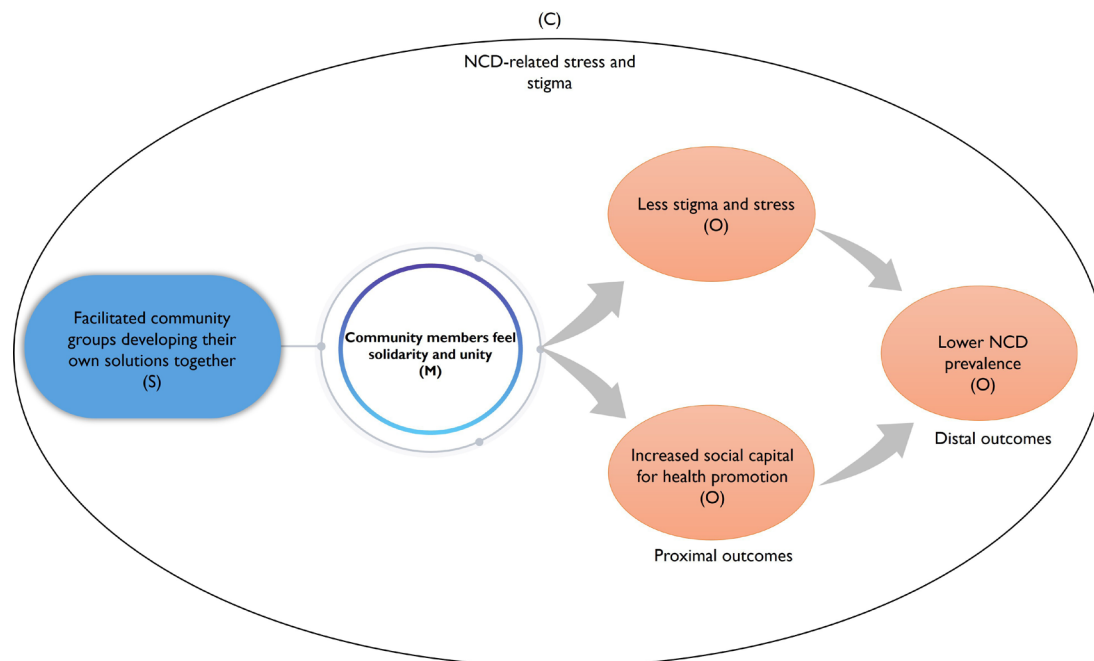 (C)
NCD-related stress and
stigma
Less stigma and stress
(O)
Facilitated community
groups developing their
own solutions together
(S)
Community members feel
solidarity and unity
(M)
Lower NCD
prevalence
(O)
Distal outcomes
Increased social capital
for health promotion
(O)
Proximal outcomes